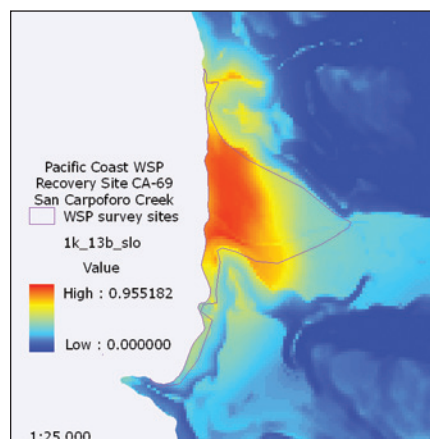 Pacific Coast WSP
Recovery Site CA-69
San Carpoforo Creek
WSP survey sites
1k_13b_slo
Value
High : 0.955182
Low : 0.000000
1:25,000